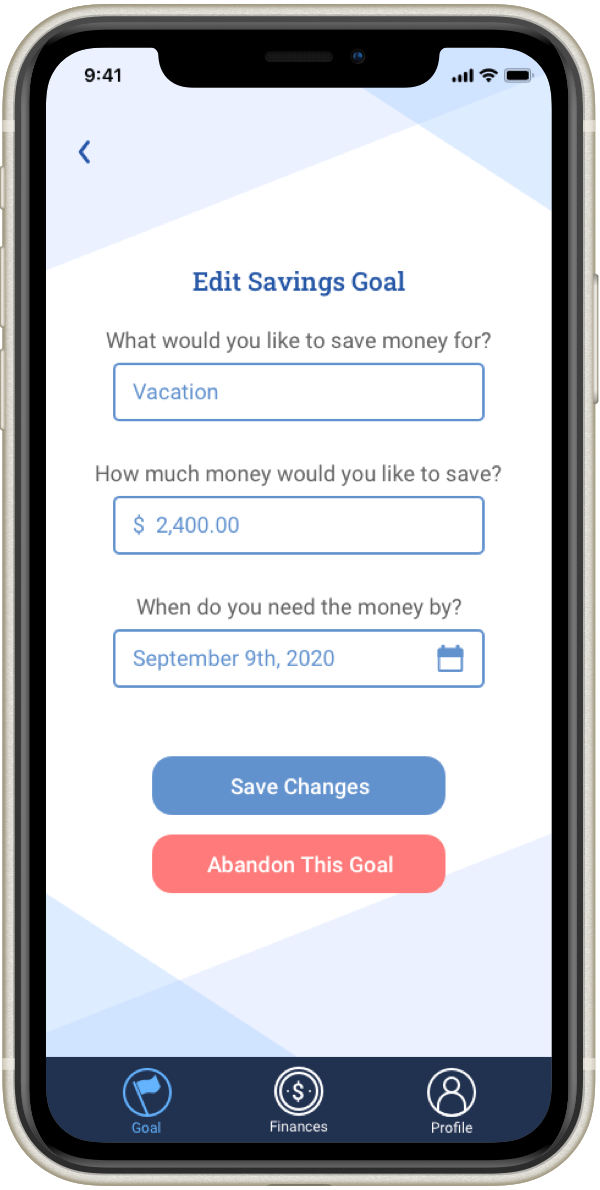 9:41
Edit Savings Goal
What would you like to save money for?
Vacation
How much money would you like to save?
$ 2,400.00
When do you need the money by?
September 9th, 2020
Save Changes
Abandon This Goal
$
Goal
Finances
Profile